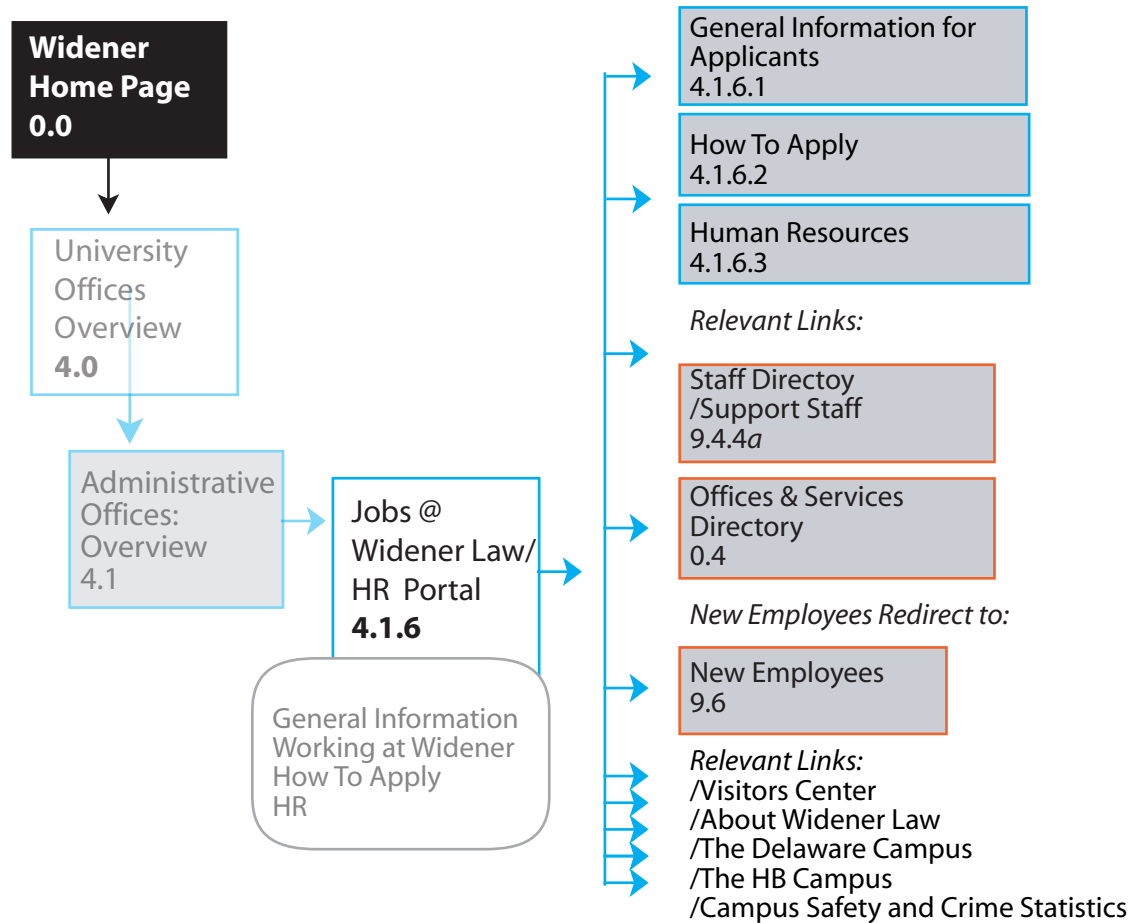 Widener
Home Page
0.0
University
Offices
Overview
4.0
Administrative
Offices:
Overview
4.1
Jobs @
Widener Law/
HR Portal
4.1.6
General Information
Working at Widener
How To Apply
HR
General Information for
Applicants
4.1.6.1
How To Apply
4.1.6.2
Human Resources
4.1.6.3
Relevant Links:
Staff Directoy
/Support Staff
9.4.4a
Offices & Services
Directory
0.4
New Employees Redirect to:
New Employees
9.6
Relevant Links:
/Visitors Center
/About Widener Law
/The Delaware Campus
/The HB Campus
/Campus Safety and Crime Statistics